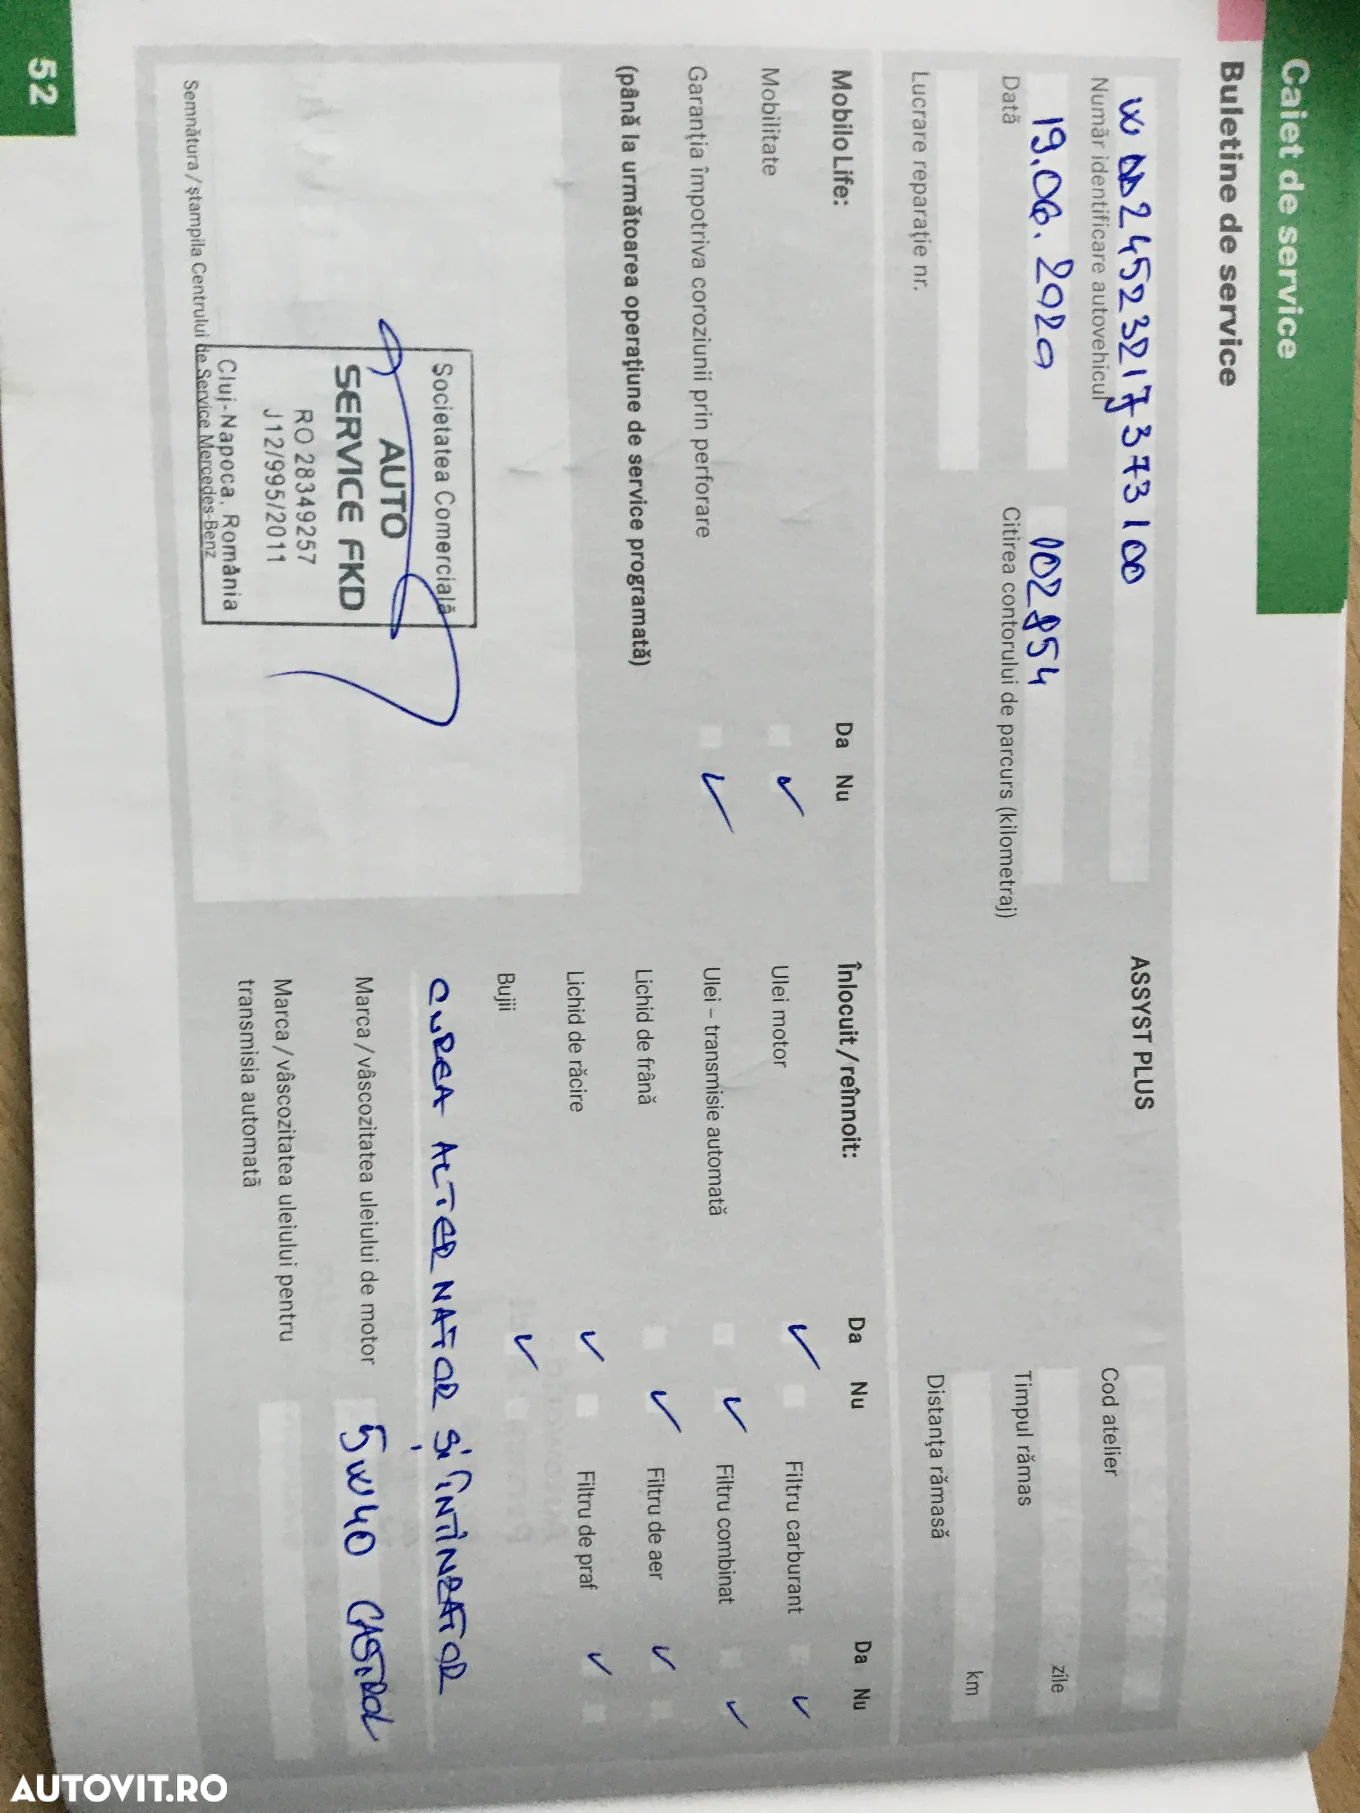 Caiet de service
Buletine de service
WDD2452321J373100
Număr identificare autovehicul
19.06.2020
Dată
102854
Citirea contorului de parcurs (kilometraj)
Lucrare reparație nr.
ASSYST PLUS
Cod atelier
Timpul rămas
zile
Distanța rămasă
km
MobiloLife:
Da Nu
Mobilitate
Garanția împotriva coroziunii prin perforare
(până la următoarea operațiune de service programată)
Societatea Comercială
AUTO
SERVICE FKD
RO 28349257
J12/995/2011
Cluj-Napoca, România
Semnătura / ștampila Centrului de Service Mercedes-Benz
Înlocuit / reînnoit:
Da Nu
Da Nu
Ulei motor
Filtru carburant
Ulei – transmisie automată
Filtru combinat
Lichid de frână
Filtru de aer
Lichid de răcire
Filtru de praf
Bujii
CUREA ALTERNATOR ȘI ÎNTINZATOR
Marca / vâscozitatea uleiului de motor
5W40 CASTROL
Marca / vâscozitatea uleiului pentru
transmisia automată
52
AUTOVIT.RO